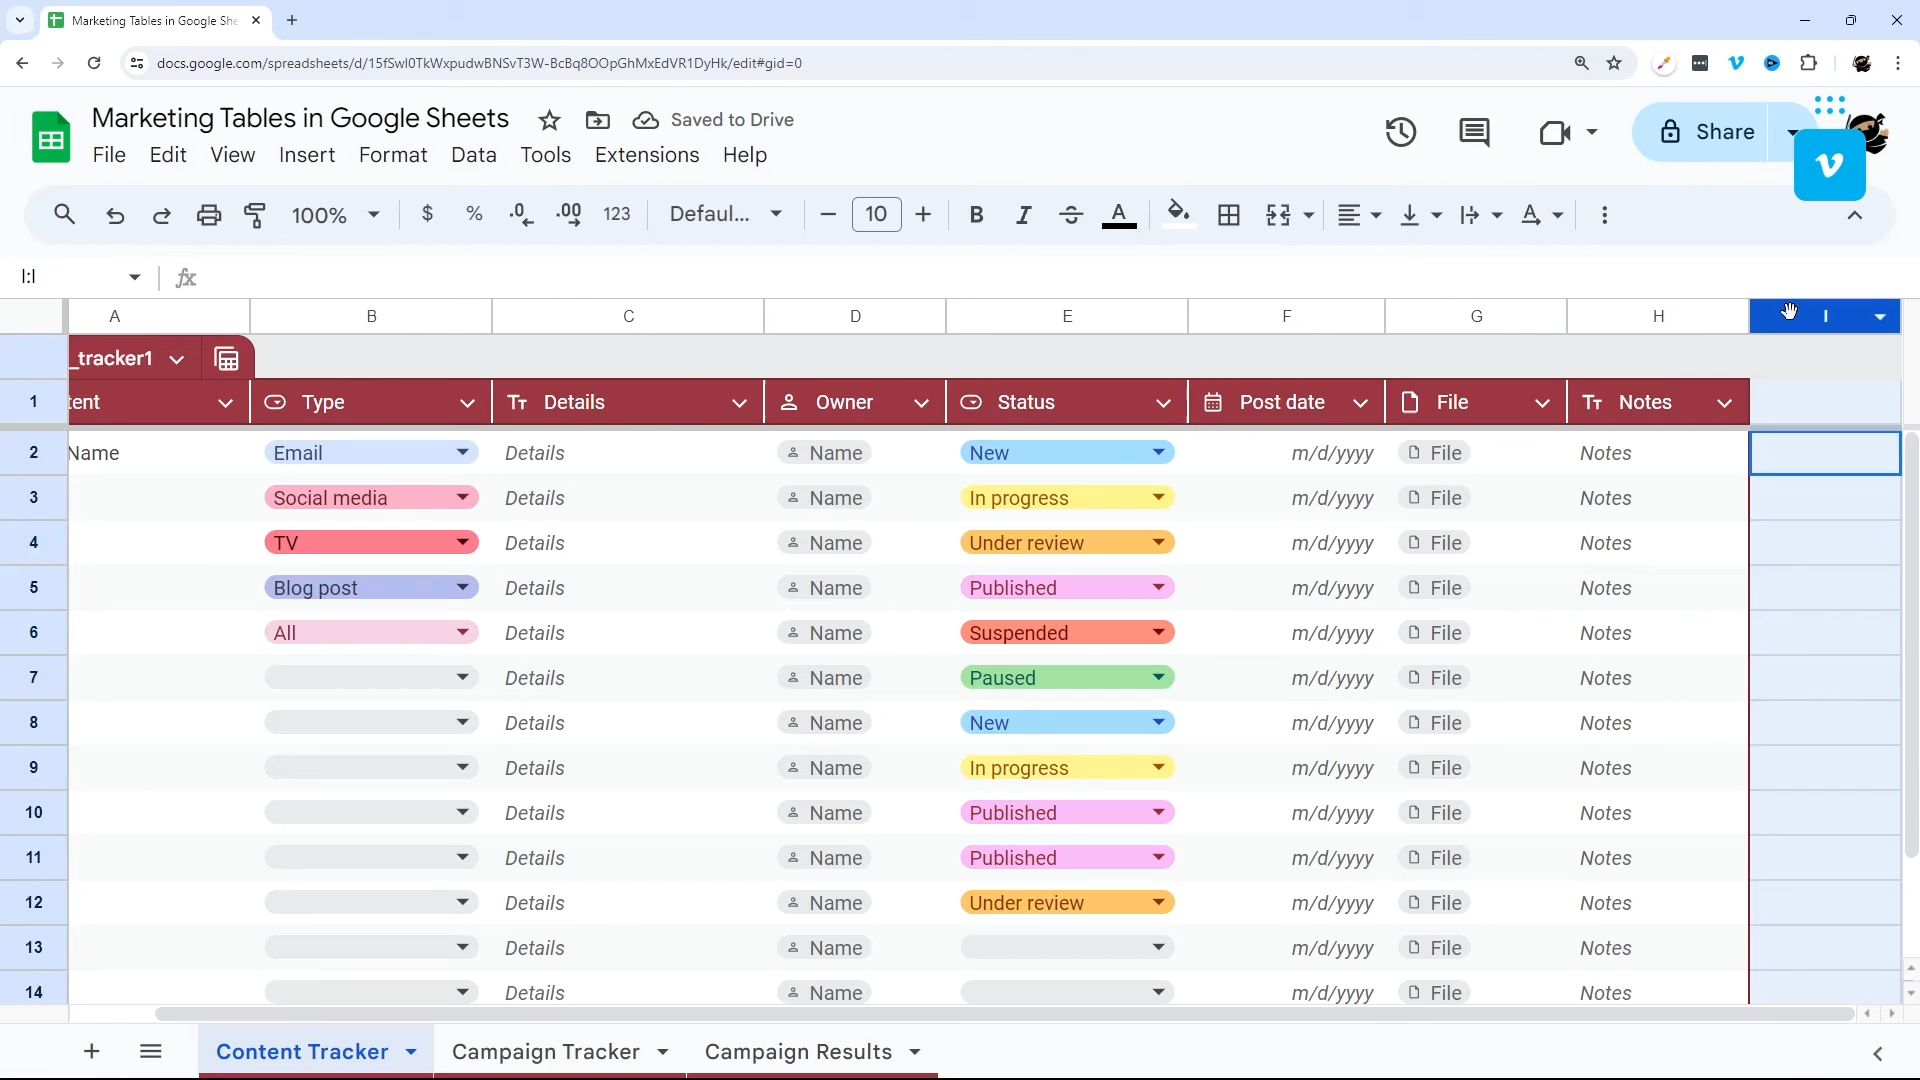 Marketing Tables in Google She
docs.google.com/spreadsheets/d/15fSwI0TkWxpudwBNSvT3W-BcBq8OOpGhMxEdVR1DyHk/edit#gid=0
Marketing Tables in Google Sheets Saved to Drive
File Edit View Insert Format Data Tools Extensions Help
Share
100% $ % .0 .00 123 Defaul... 10 B I S A A
I:I fx
A B C D E F G H I
_tracker1
1 tent Type Details Owner Status Post date File Notes
2 Name Email Details Name New m/d/yyyy File Notes
3 Social media Details Name In progress m/d/yyyy File Notes
4 TV Details Name Under review m/d/yyyy File Notes
5 Blog post Details Name Published m/d/yyyy File Notes
6 All Details Name Suspended m/d/yyyy File Notes
7 Details Name Paused m/d/yyyy File Notes
8 Details Name New m/d/yyyy File Notes
9 Details Name In progress m/d/yyyy File Notes
10 Details Name Published m/d/yyyy File Notes
11 Details Name Published m/d/yyyy File Notes
12 Details Name Under review m/d/yyyy File Notes
13 Details Name m/d/yyyy File Notes
14 Details Name m/d/yyyy File Notes
Content Tracker Campaign Tracker Campaign Results